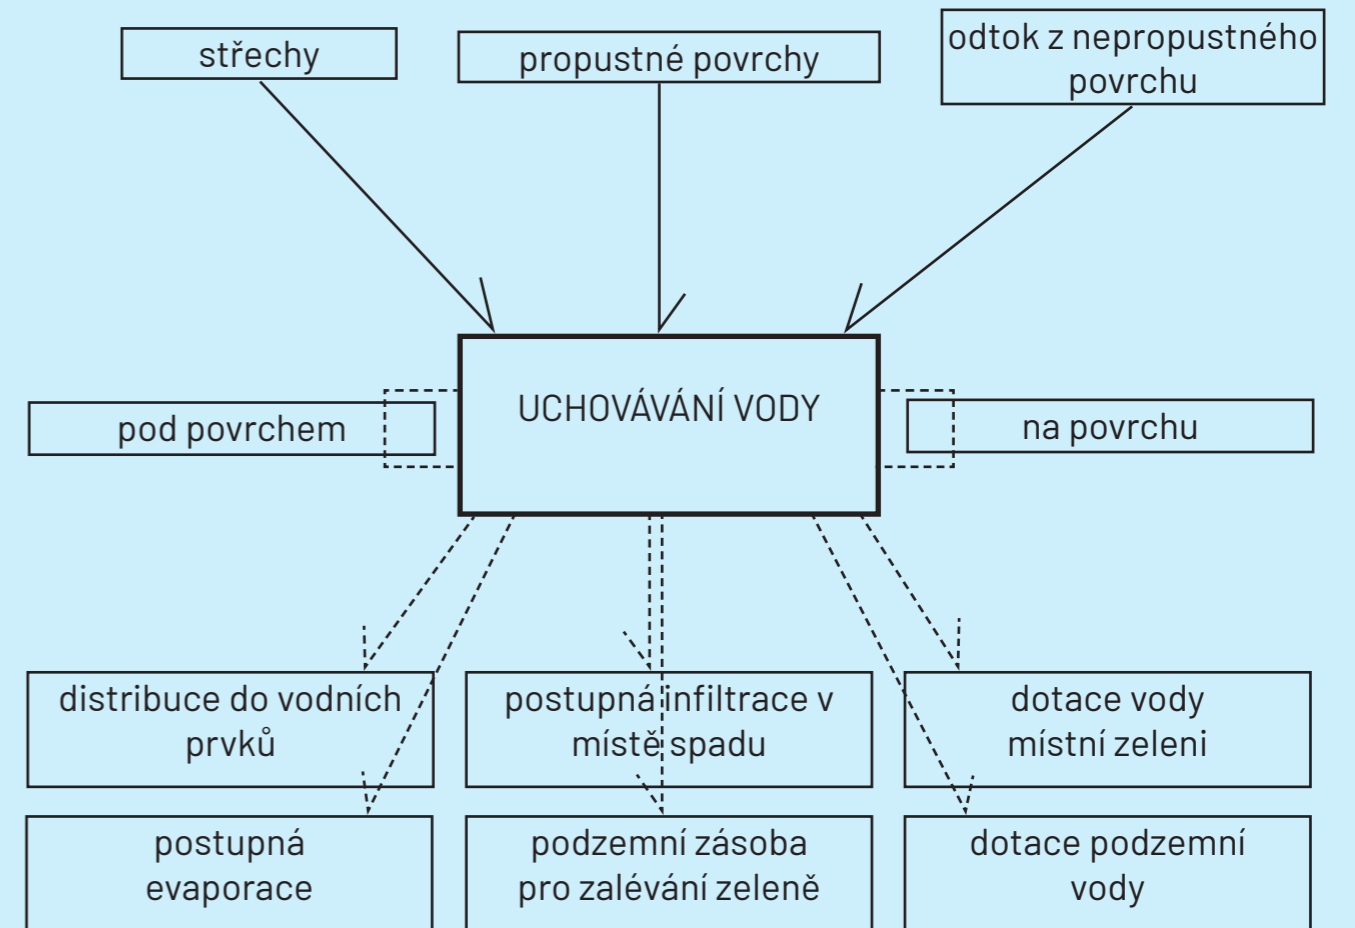 střechy
propustné povrchy
odtok z nepropustného
povrchu
UCHOVÁVÁNÍ VODY
pod povrchem
na povrchu
distribuce do vodních
prvků
postupná infiltrace v
místě spadu
dotace vody
místní zeleni
postupná
evaporace
podzemní zásoba
pro zalévání zeleně
dotace podzemní
vody